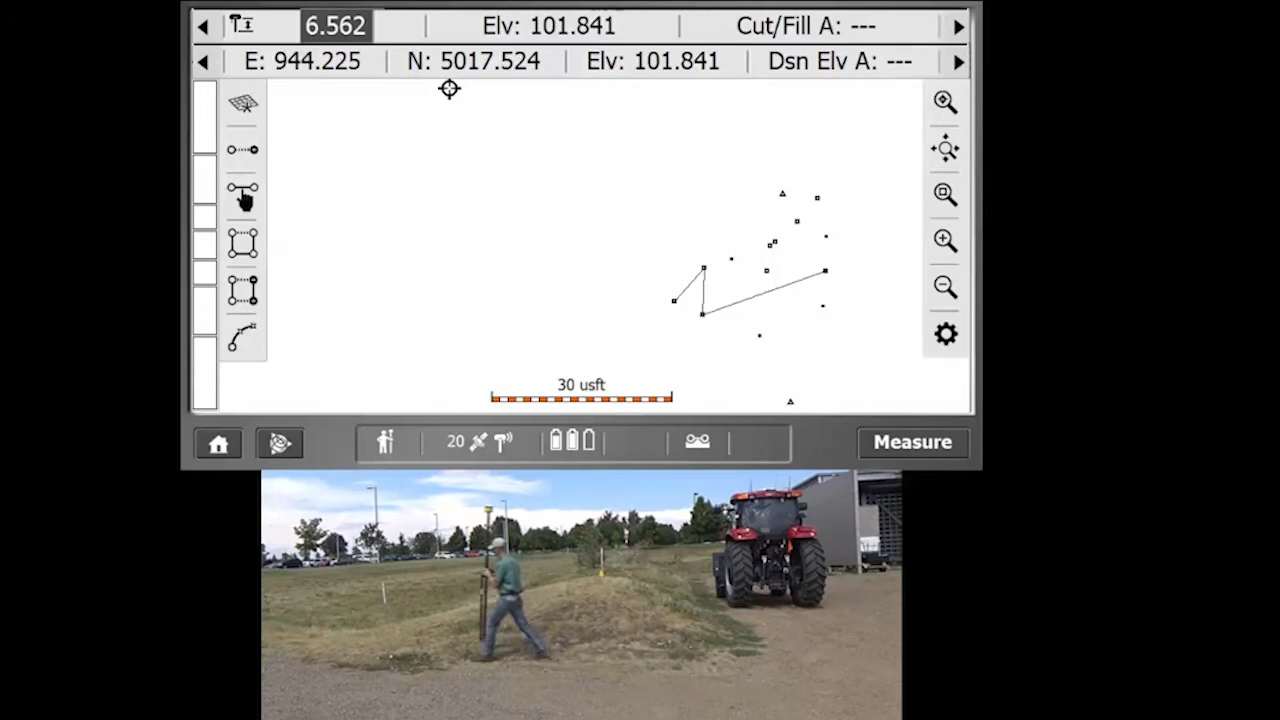 6.562 Elv: 101.841 Cut/Fill A: ---
E: 944.225 N: 5017.524 Elv: 101.841 Dsn Elv A: ---
30 usft
20 Measure